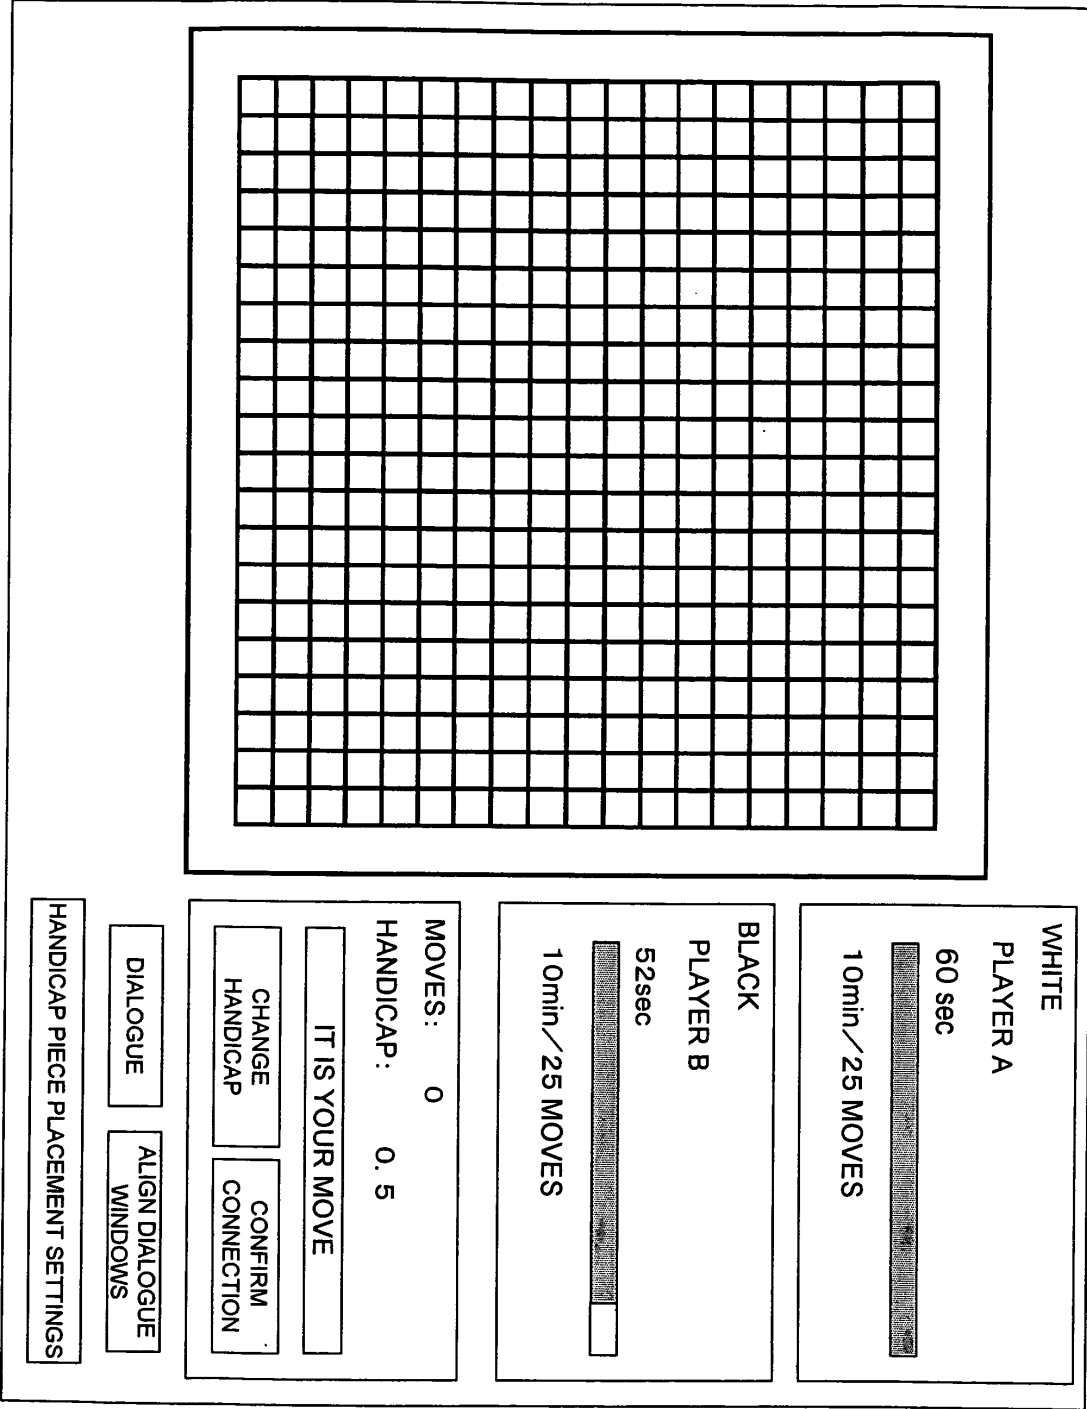 WHITE
PLAYER A
60 sec
10min／25 MOVES
BLACK
PLAYER B
52sec
10min／25 MOVES
MOVES: 0
HANDICAP: 0. 5
IT IS YOUR MOVE
CHANGE
HANDICAP
CONFIRM
CONNECTION
DIALOGUE
ALIGN DIALOGUE
WINDOWS
HANDICAP PIECE PLACEMENT SETTINGS